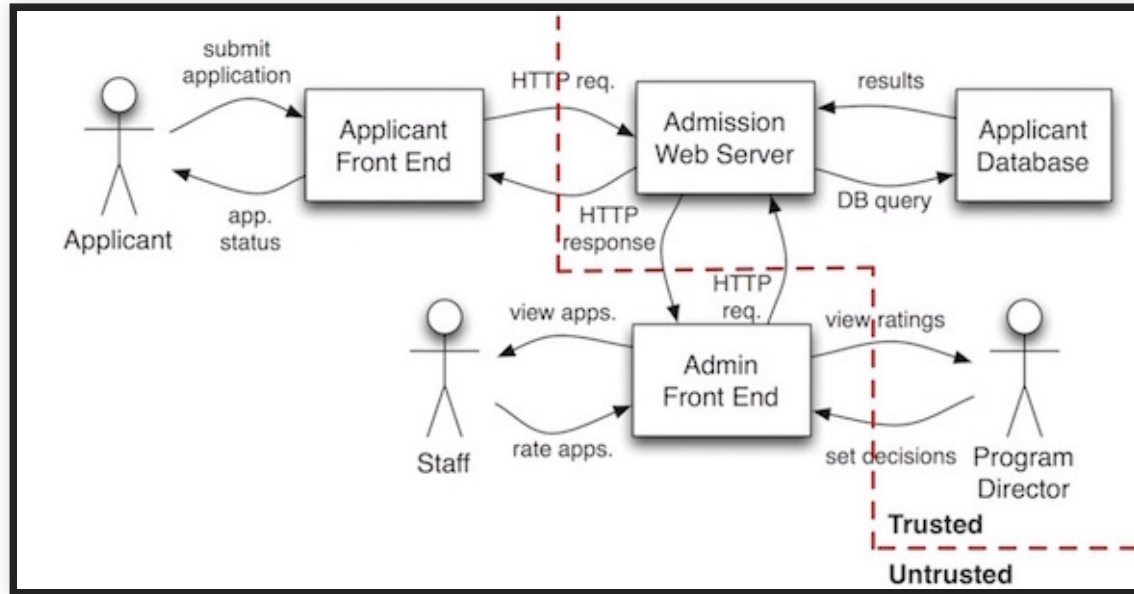 submit
application
HTTP req.
results
Applicant
Front End
Admission
Web Server
Applicant
Database
app.
status
HTTP
response
DB query
Applicant
HTTP
req.
view apps.
view ratings
Admin
Front End
rate apps.
set decisions
Staff
Program
Director
Trusted
Untrusted